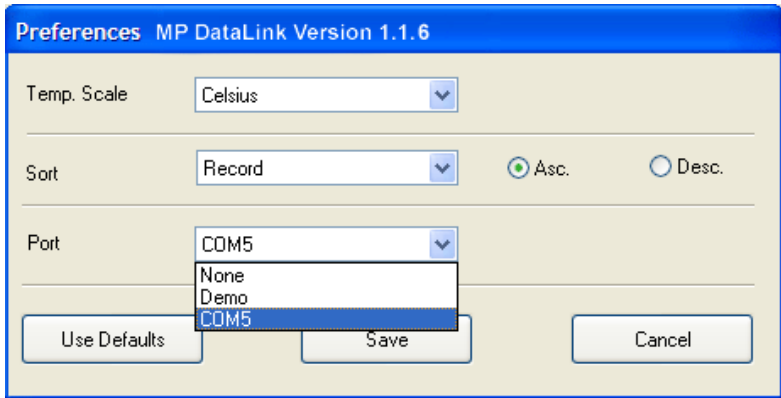 Preferences MP DataLink Version 1.1.6
Temp. Scale Celsius
Sort Record Asc. Desc.
Port COM5
None
Demo
COM5
Use Defaults Save Cancel